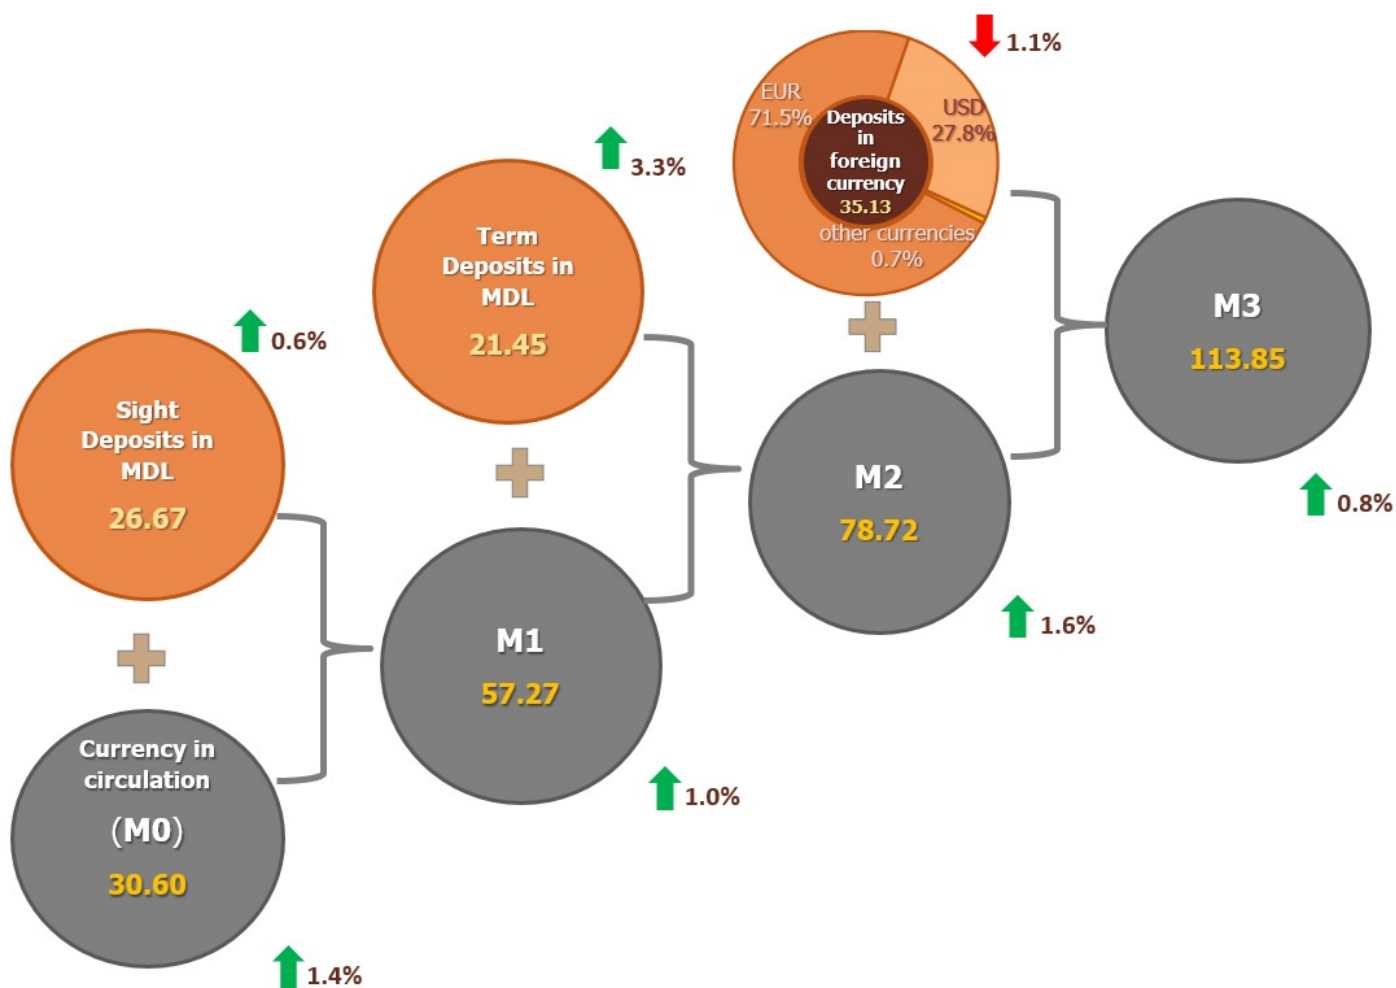 1.1%
EUR
71.5%
USD
27.8%
Deposits
in
foreign
currency
35.13
other currencies
0.7%
3.3%
Term
Deposits in
MDL
21.45
M3
113.85
0.8%
0.6%
Sight
Deposits in
MDL
26.67
M2
78.72
1.6%
M1
57.27
1.0%
Currency in
circulation
(M0)
30.60
1.4%